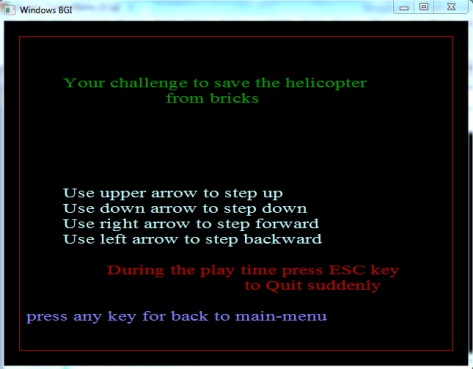 Windows BGI
Your challenge to save the helicopter
from bricks
Use upper arrow to step up
Use down arrow to step down
Use right arrow to step forward
Use left arrow to step backward
During the play time press ESC key
to Quit suddenly
press any key for back to main-menu